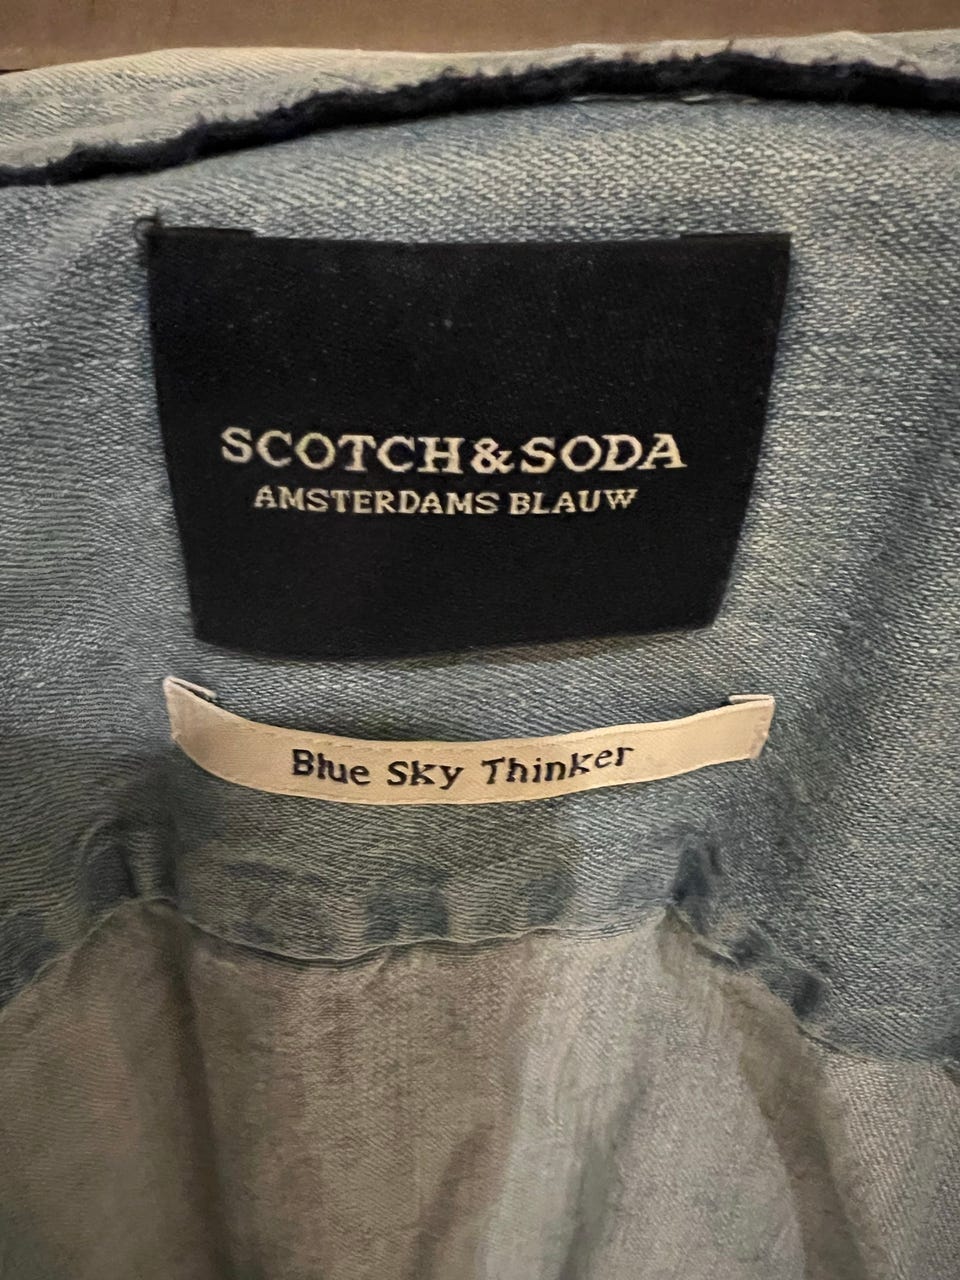 SCOTCH&SODA
AMSTERDAMS BLAUW
Blue Sky Thinker